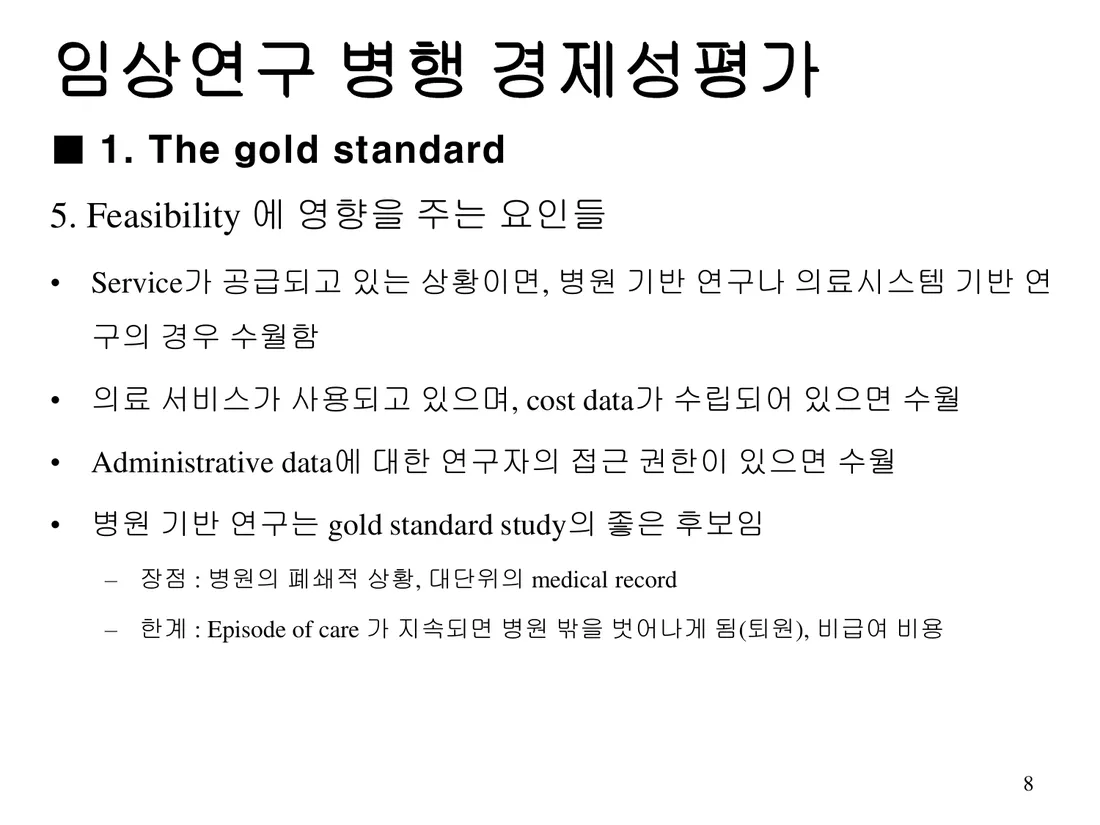 임상연구 병행 경제성평가
■ 1. The gold standard
5. Feasibility 에 영향을 주는 요인들
• Service가 공급되고 있는 상황이면, 병원 기반 연구나 의료시스템 기반 연
구의 경우 수월함
• 의료 서비스가 사용되고 있으며, cost data가 수립되어 있으면 수월
• Administrative data에 대한 연구자의 접근 권한이 있으면 수월
• 병원 기반 연구는 gold standard study의 좋은 후보임
– 장점 : 병원의 폐쇄적 상황, 대단위의 medical record
– 한계 : Episode of care 가 지속되면 병원 밖을 벗어나게 됨(퇴원), 비급여 비용
8